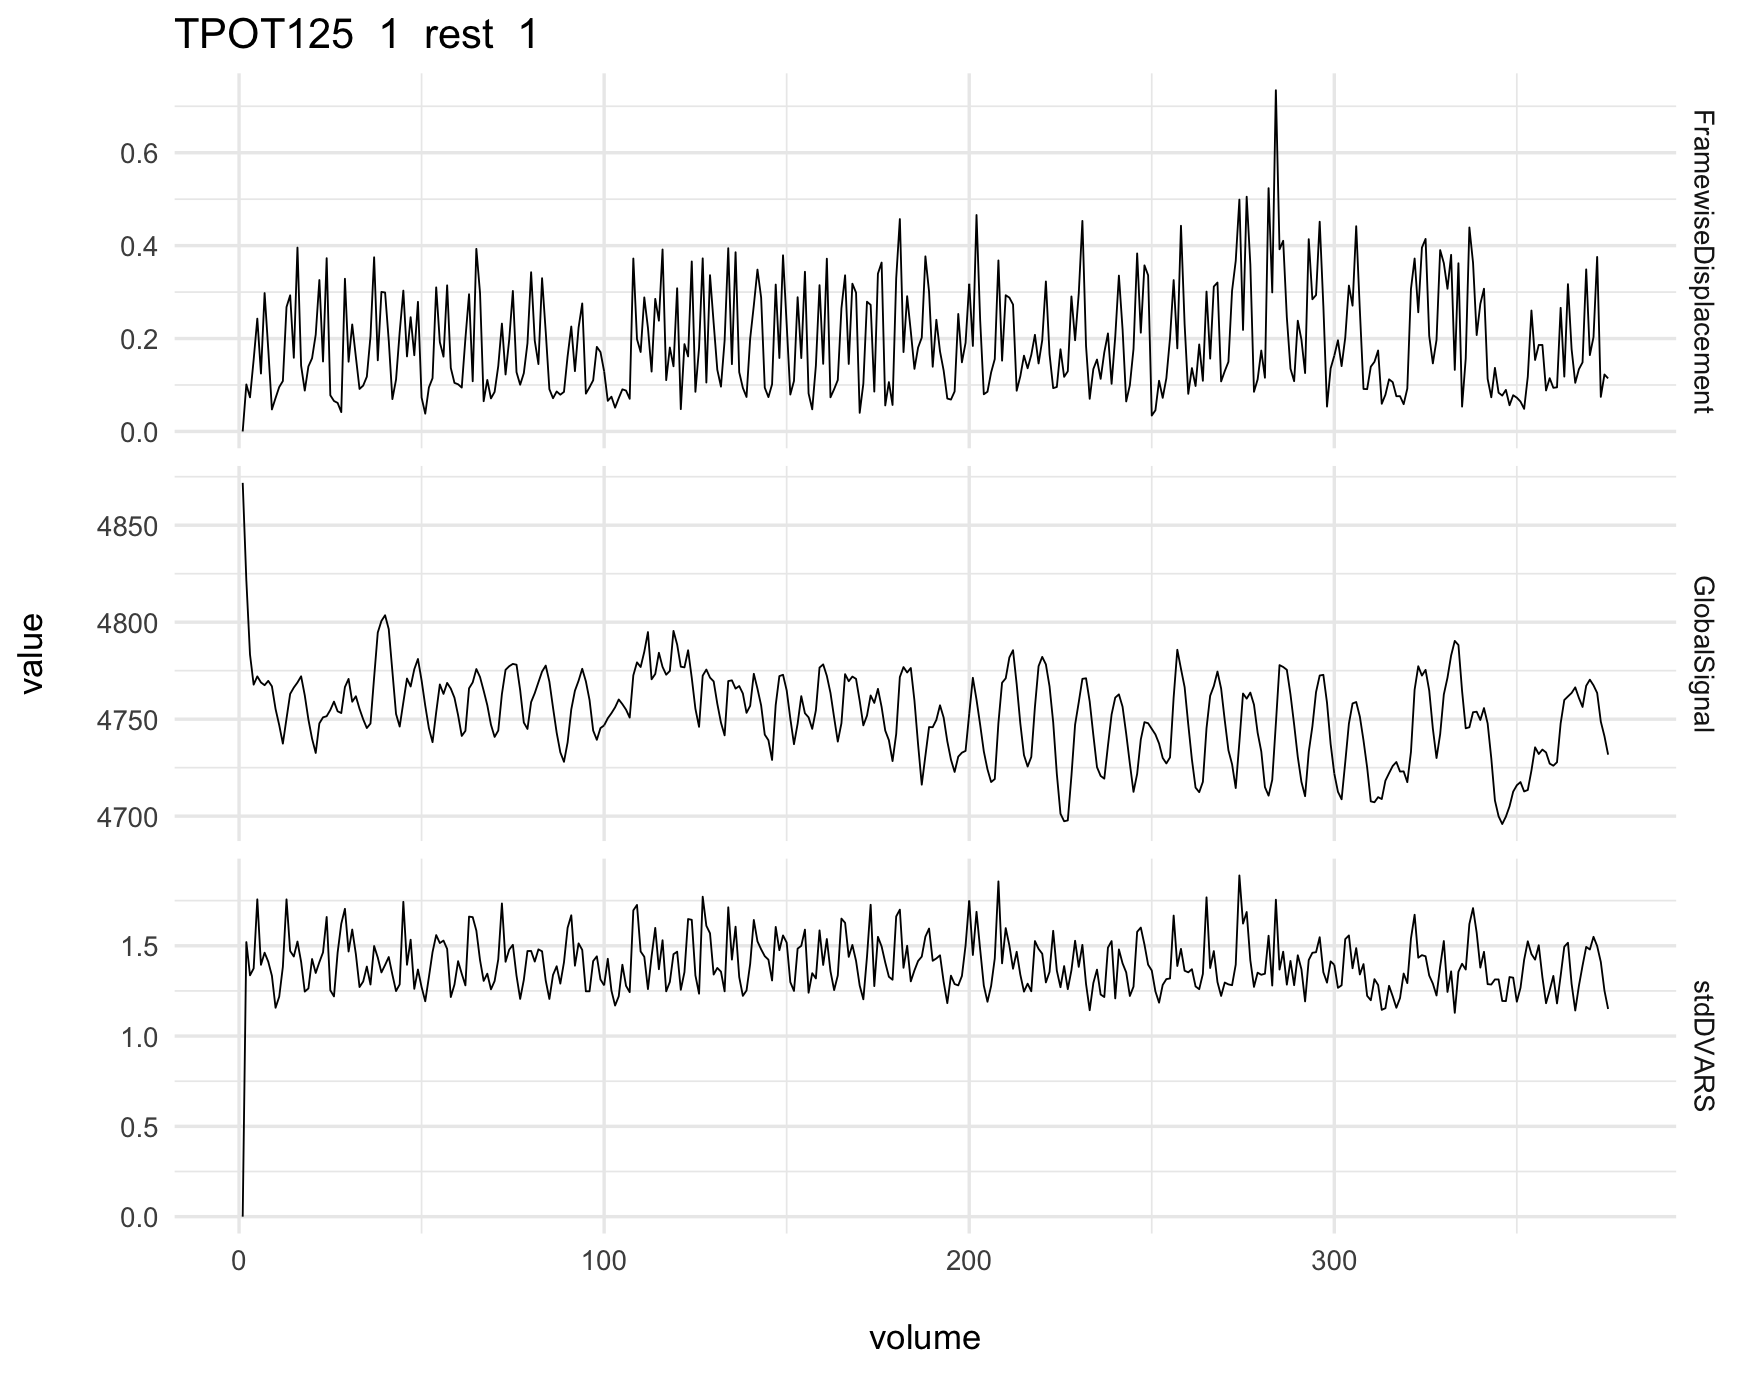 TPOT125  1  rest  1
0.6
0.4
0.2
0.0
FramewiseDisplacement
4850
4800
4750
4700
GlobalSignal
1.5
1.0
0.5
0.0
stdDVARS
value
0 100 200 300
volume